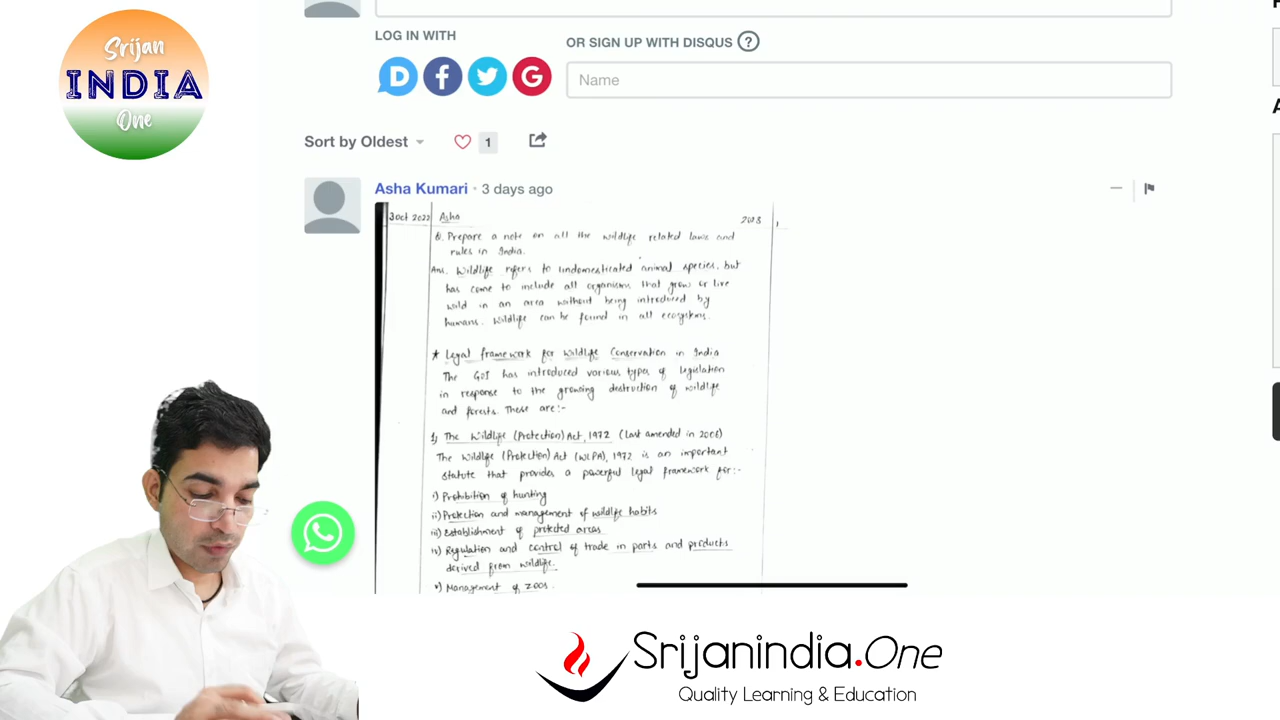 Srijan
INDIA
One
LOG IN WITH
OR SIGN UP WITH DISQUS ?
D f G
Name
Sort by Oldest
1
Asha Kumari • 3 days ago
3 Oct 2022 Asha 2003
Q. Prepare a note on all the wildlife related laws and
rules in India.
Ans. Wildlife refers to undomesticated animal species, but
has come to include all organisms that grow or live
wild in an area without being introduced by
humans. Wildlife can be found in all ecosystems.
* Legal framework for Wildlife Conservation in India
The GOI has introduced various types of legislation
in response to the growing destruction of wildlife
and forests. These are:-
1) The Wildlife (Protection) Act, 1972 (Last amended in 2006)
The Wildlife (Protection) Act (WLPA), 1972 is an important
statute that provides a powerful legal framework for:-
i) Prohibition of hunting
ii) Protection and management of wildlife habits
iii) Establishment of protected areas
iv) Regulation and control of trade in parts and products
derived from wildlife.
v) Management of zoos.
Srijanindia.One
Quality Learning & Education